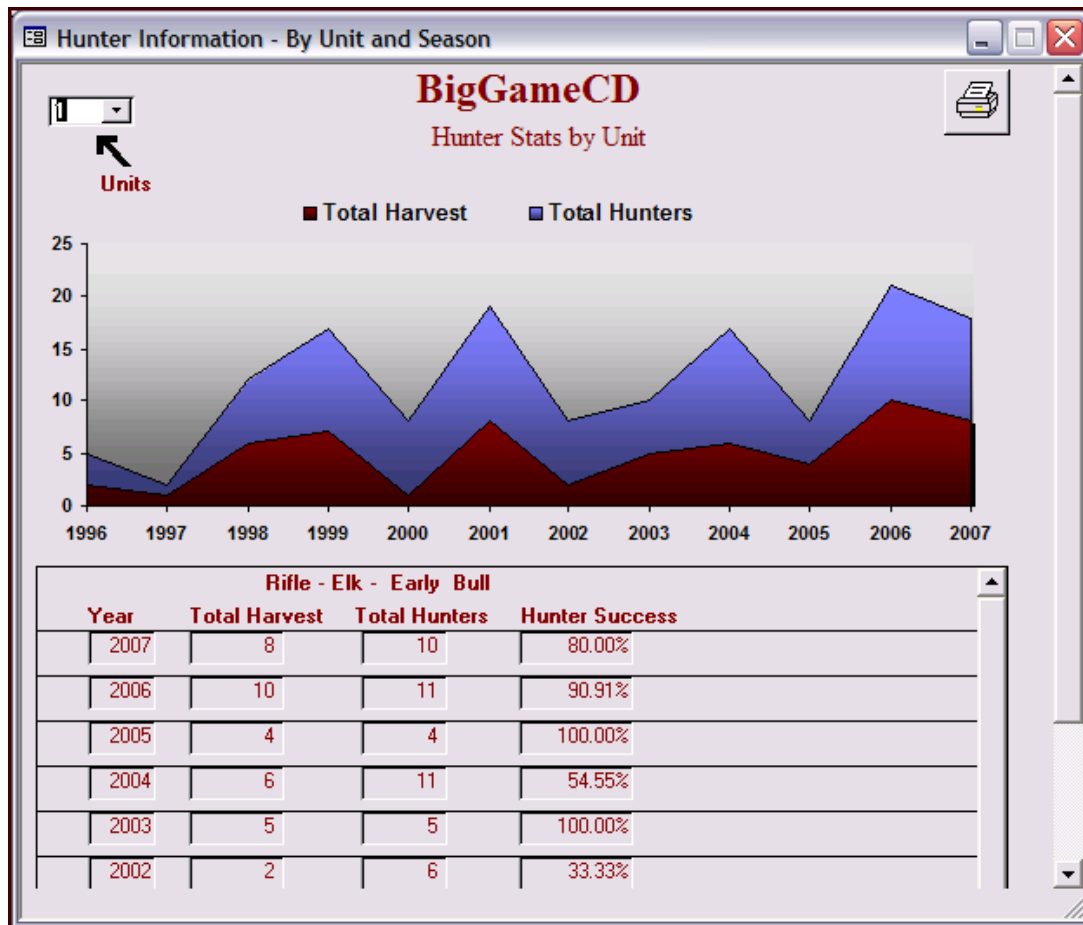 Hunter Information - By Unit and Season
BigGameCD
1
Hunter Stats by Unit
Units
Total Harvest Total Hunters
25
20
15
10
5
0
1996 1997 1998 1999 2000 2001 2002 2003 2004 2005 2006 2007
Rifle - Elk - Early Bull
Year Total Harvest Total Hunters Hunter Success
2007 8 10 80.00%
2006 10 11 90.91%
2005 4 4 100.00%
2004 6 11 54.55%
2003 5 5 100.00%
2002 2 6 33.33%